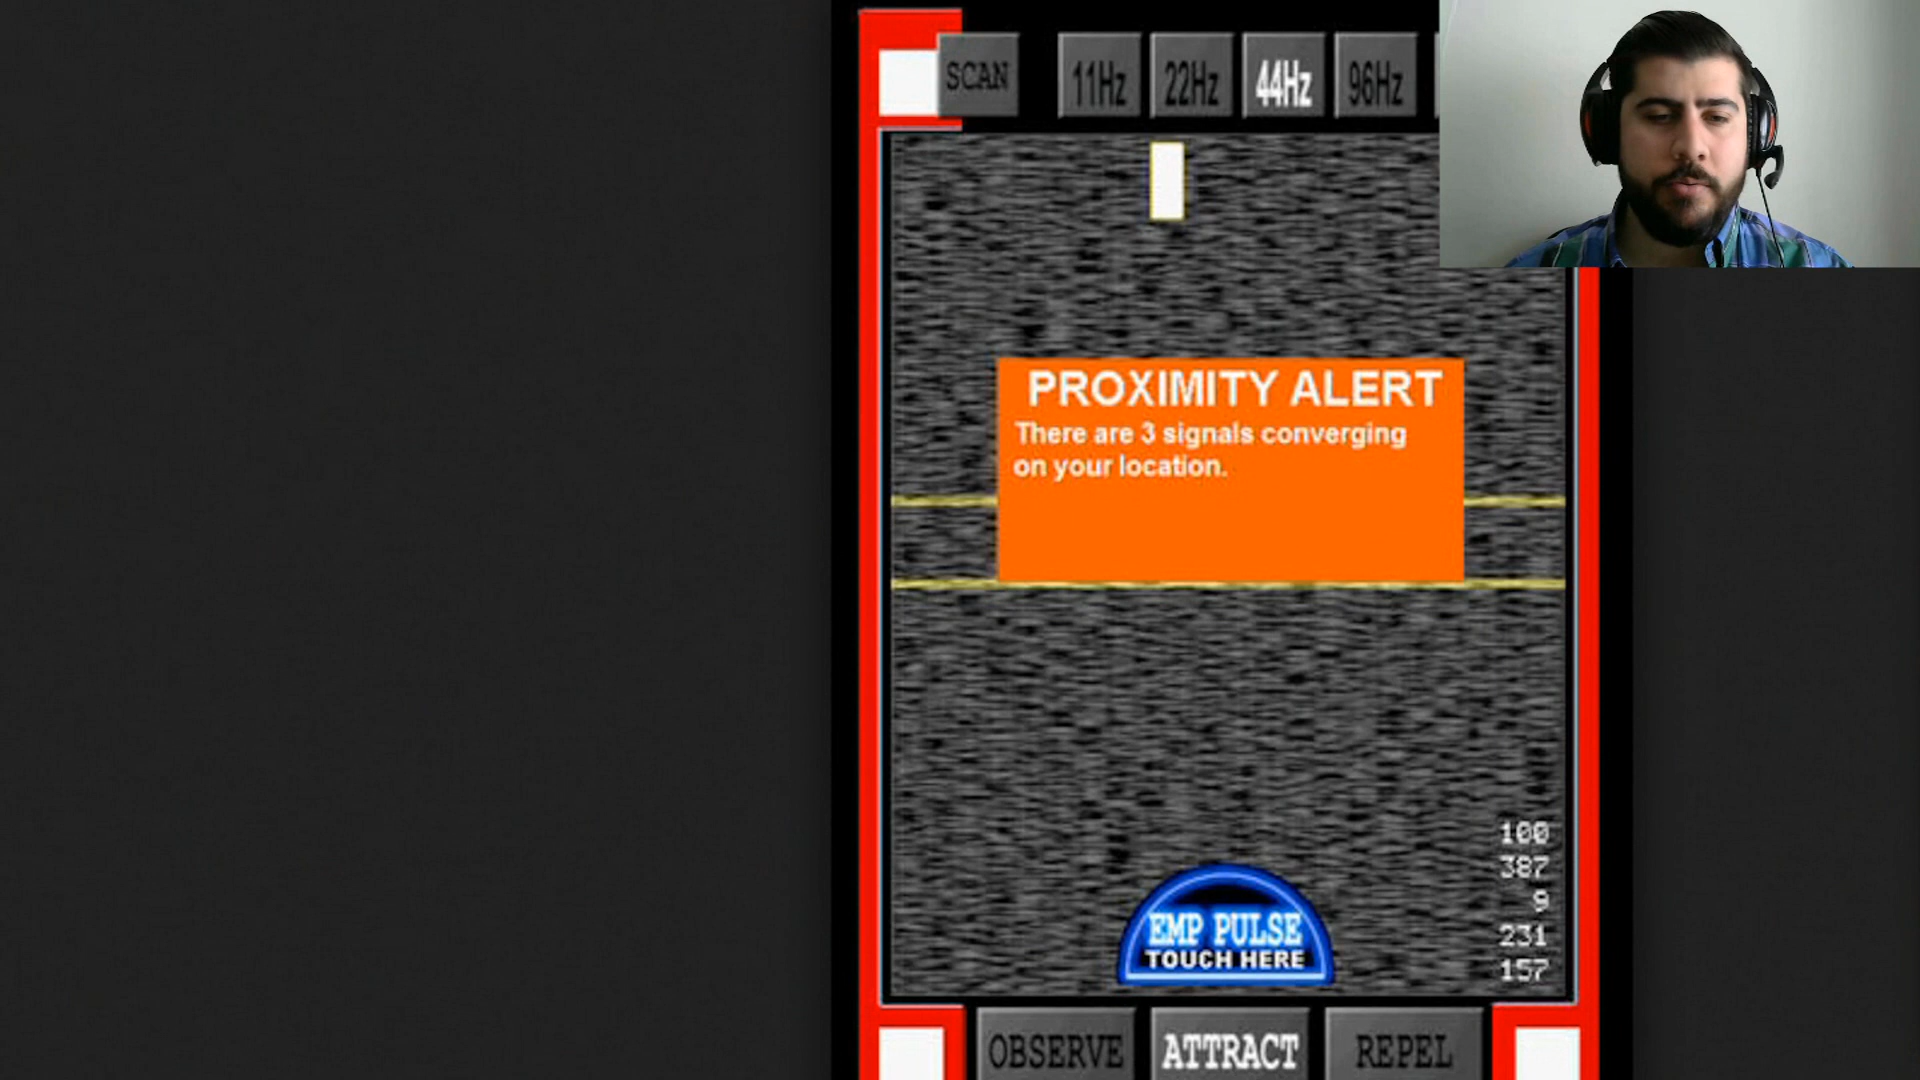 SCAN 11Hz 22Hz 44Hz 96Hz
PROXIMITY ALERT
There are 3 signals converging
on your location.
100
387
9
231
157
EMP PULSE
TOUCH HERE
OBSERVE ATTRACT REPEL